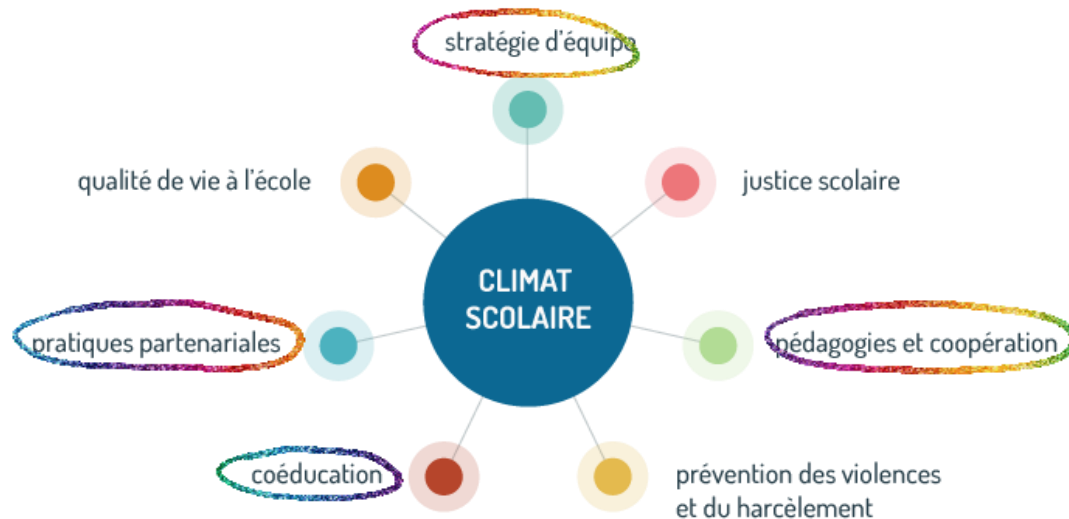 stratégie d'équipe
qualité de vie à l'école
justice scolaire
CLIMAT
SCOLAIRE
pratiques partenariales
pédagogies et coopération
coéducation
prévention des violences
et du harcèlement